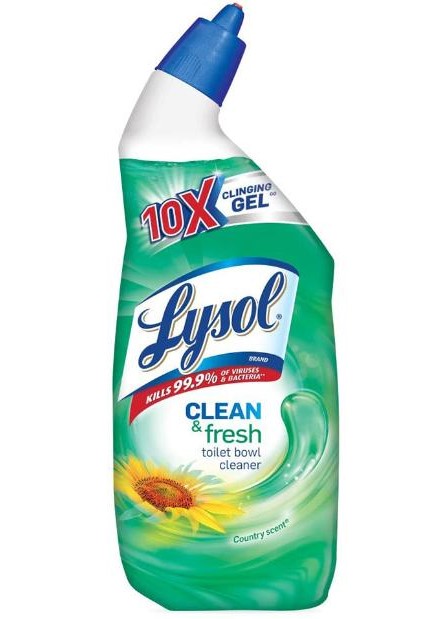 10X CLINGING
GEL∞
Lysol®
BRAND
KILLS 99.9% OF VIRUSES
& BACTERIA**
CLEAN
& fresh
toilet bowl
cleaner
Country scent®